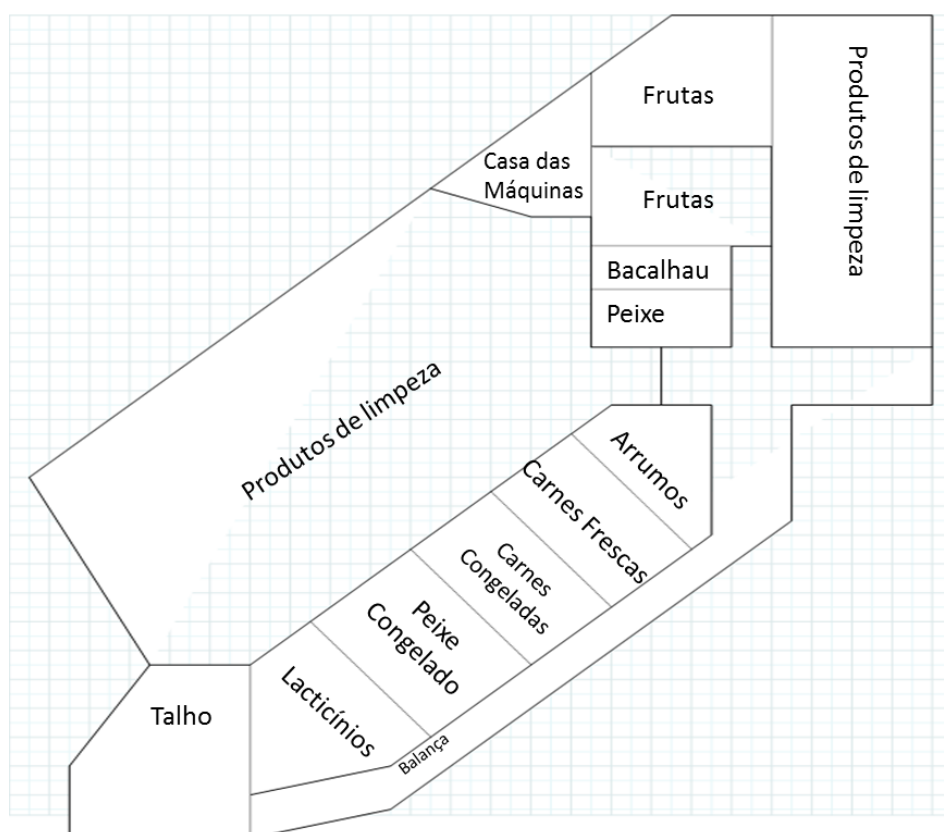 Frutas
Produtos de limpeza
Casa das
Máquinas
Frutas
Bacalhau
Peixe
Produtos de limpeza
Arrumos
Carnes Frescas
Carnes
Congeladas
Peixe
Congelado
Lacticínios
Talho
Balança